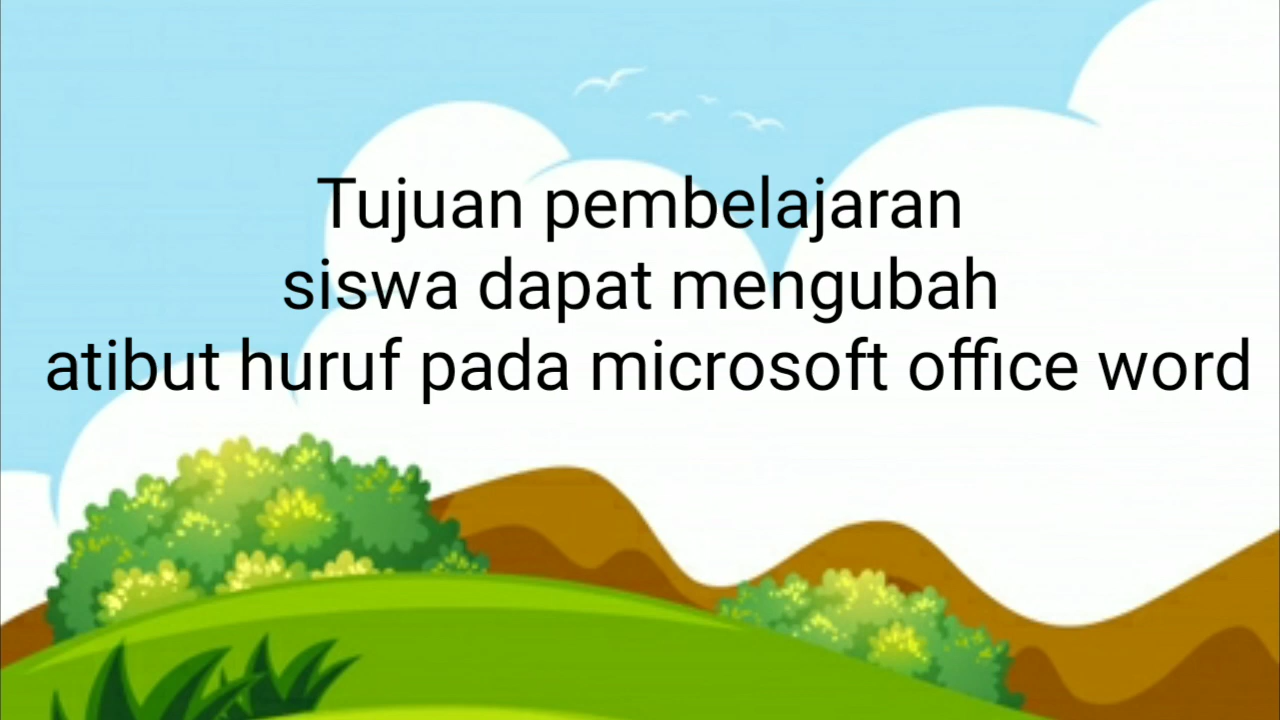 Tujuan pembelajaran
siswa dapat mengubah
atibut huruf pada microsoft office word